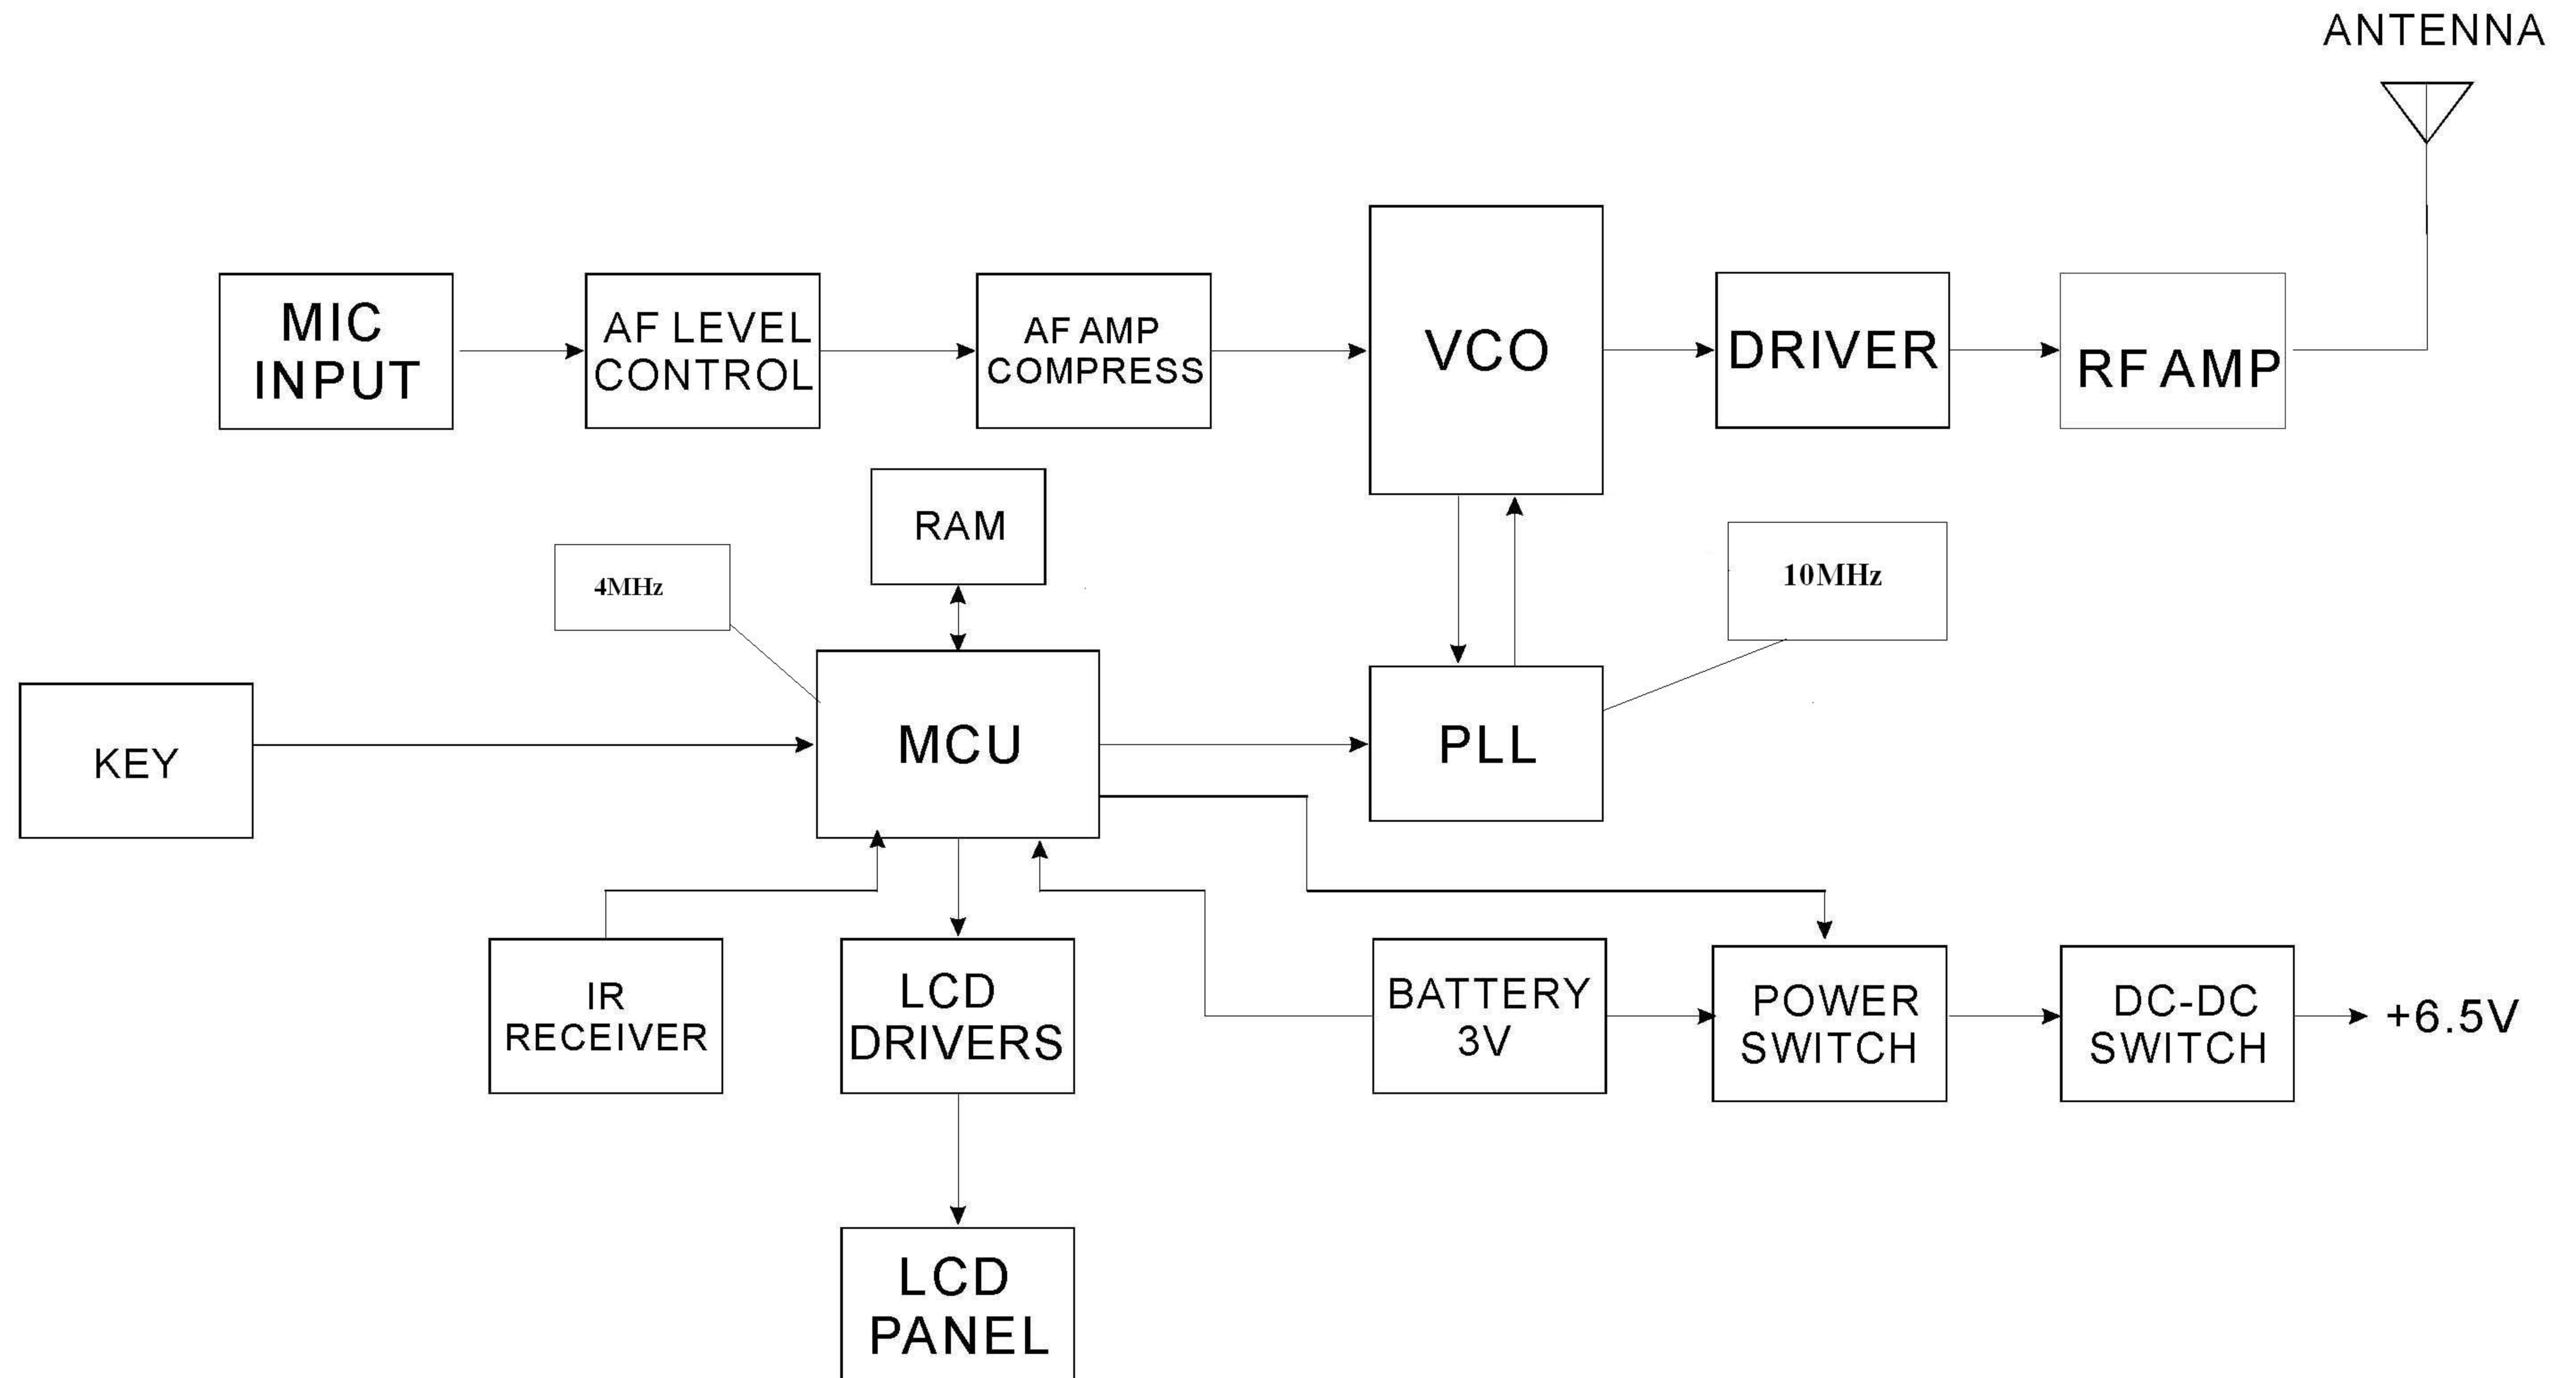 ANTENNA
MIC
INPUT
AF LEVEL
CONTROL
AF AMP
COMPRESS
VCO
DRIVER
RF AMP
RAM
4MHz
10MHz
KEY
MCU
PLL
IR
RECEIVER
LCD
DRIVERS
BATTERY
3V
POWER
SWITCH
DC-DC
SWITCH
+6.5V
LCD
PANEL